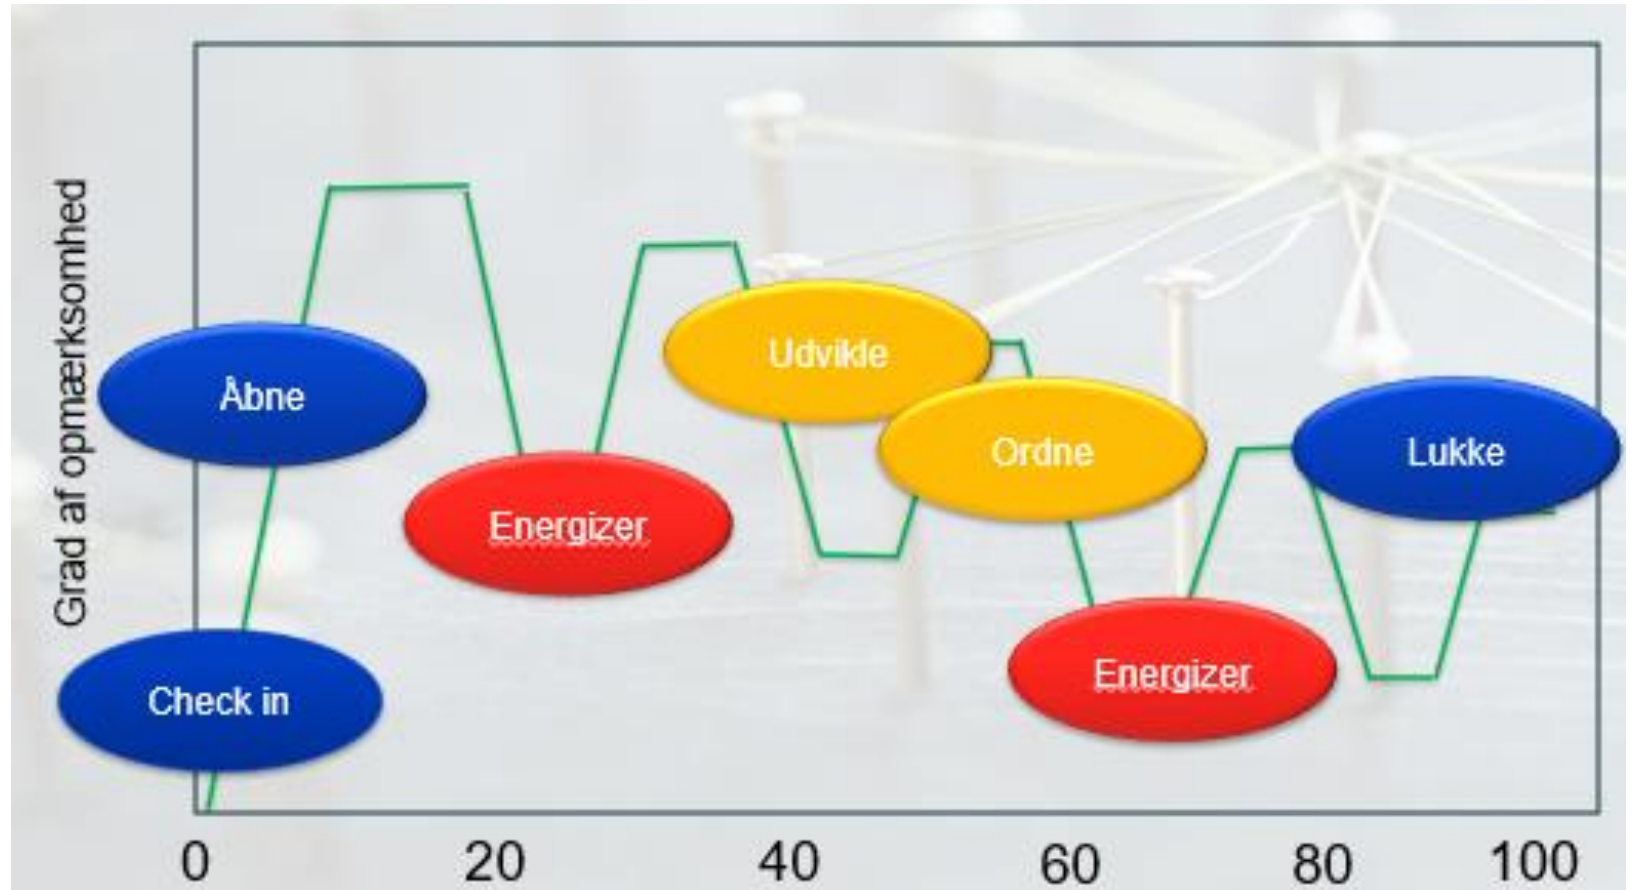 Grad af opmærksomhed
Åbne
Check in
Energizer
Udvikle
Ordne
Energizer
Lukke
0 20 40 60 80 100